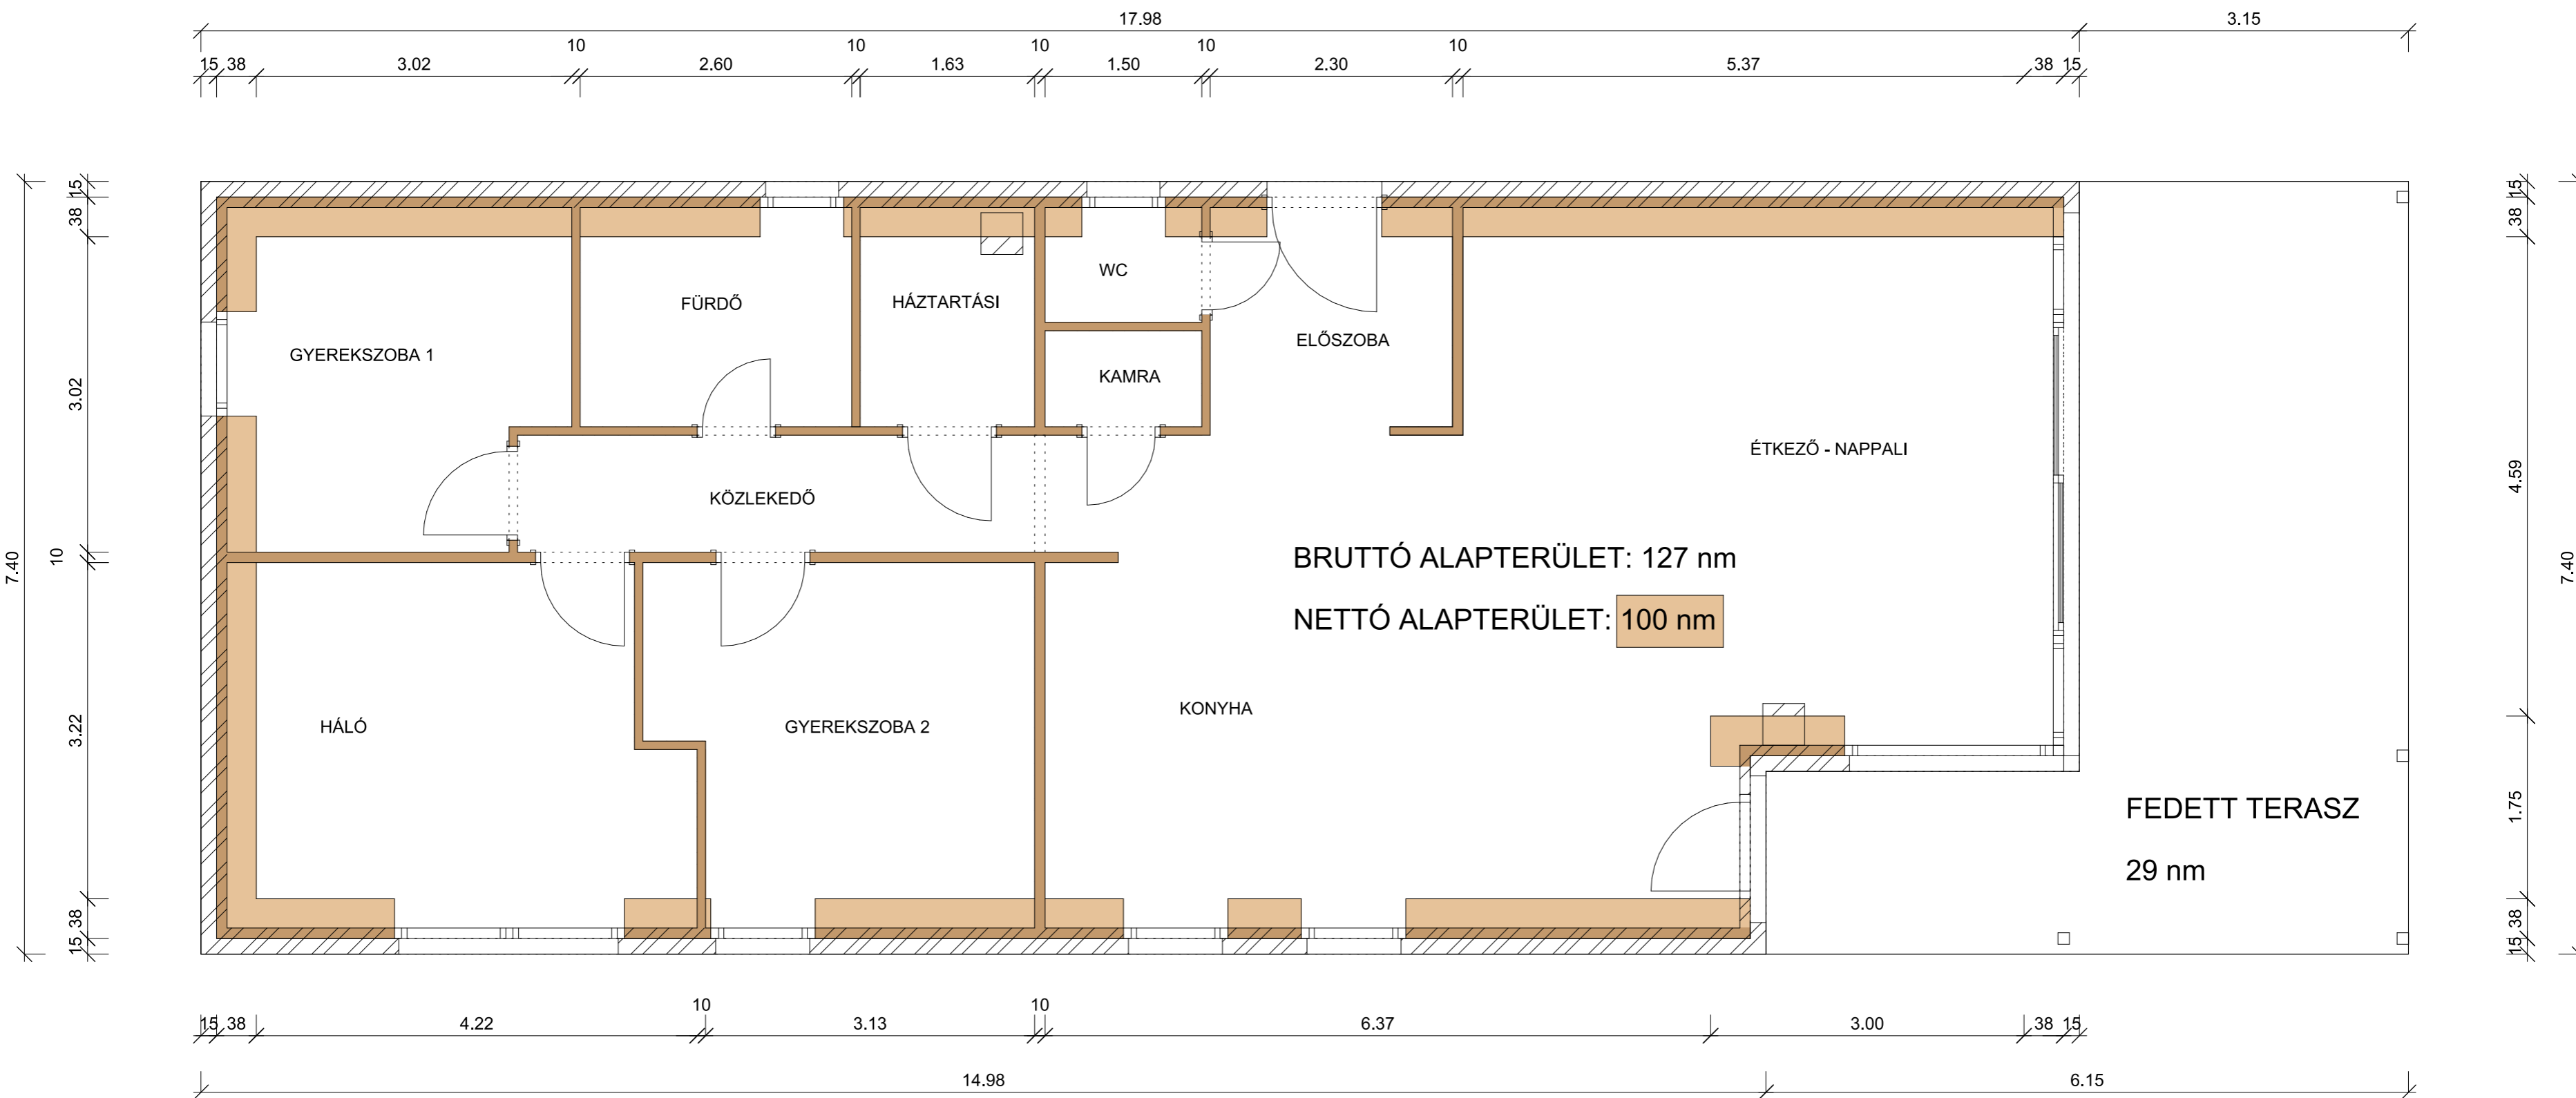 17.98
3.15
10
10
10
10
10
15
38
3.02
2.60
1.63
1.50
2.30
5.37
38
15
15
38
3.02
10
3.22
38
15
7.40
15
38
4.59
1.75
38
15
7.40
WC
FÜRDŐ
HÁZTARTÁSI
ELŐSZOBA
GYEREKSZOBA 1
KAMRA
ÉTKEZŐ - NAPPALI
KÖZLEKEDŐ
BRUTTÓ ALAPTERÜLET: 127 nm
NETTÓ ALAPTERÜLET: 100 nm
KONYHA
HÁLÓ
GYEREKSZOBA 2
FEDETT TERASZ
29 nm
10
10
15
38
4.22
3.13
6.37
3.00
38
15
14.98
6.15